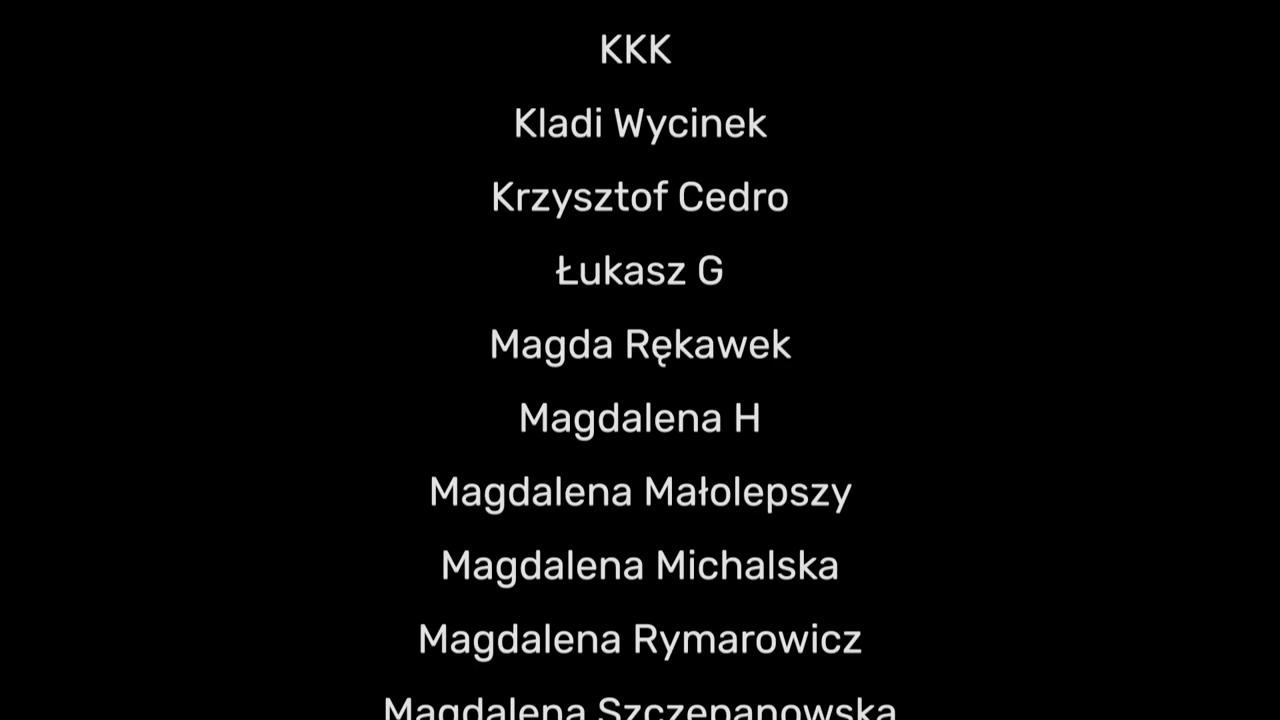 KKK
Kladi Wycinek
Krzysztof Cedro
Łukasz G
Magda Rękawek
Magdalena H
Magdalena Małolepszy
Magdalena Michalska
Magdalena Rymarowicz
Magdalena Szczepanowska